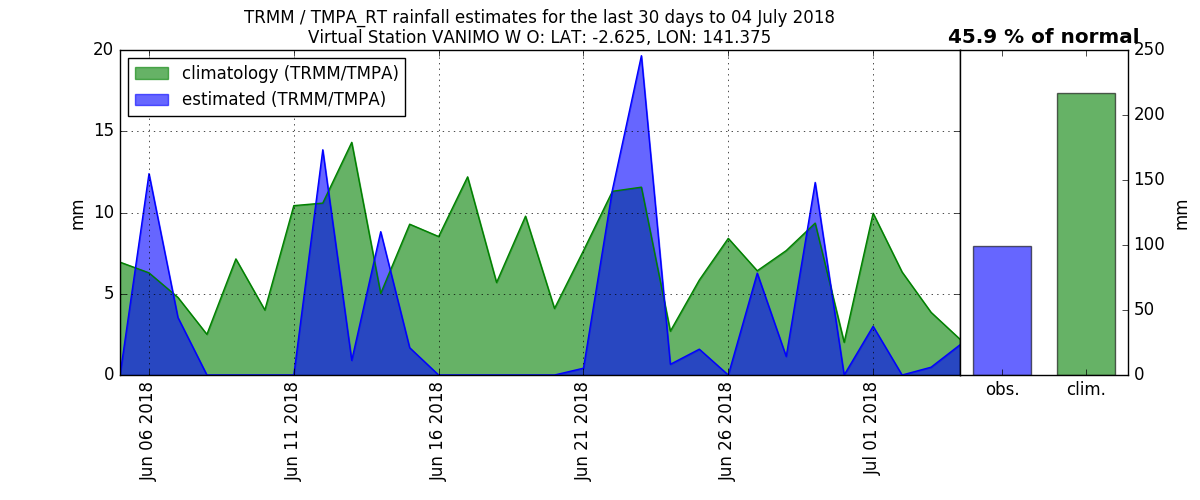 TRMM / TMPA_RT rainfall estimates for the last 30 days to 04 July 2018
Virtual Station VANIMO W O: LAT: -2.625, LON: 141.375
45.9 % of normal
climatology (TRMM/TMPA)
estimated (TRMM/TMPA)
20
15
10
5
0
mm
Jun 06 2018
Jun 11 2018
Jun 16 2018
Jun 21 2018
Jun 26 2018
Jul 01 2018
250
200
150
100
50
0
mm
obs.
clim.